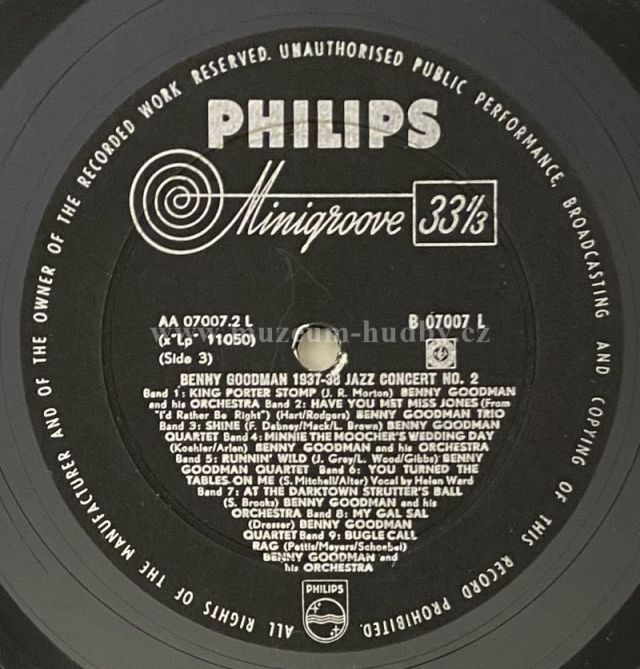 ALL RIGHTS OF THE MANUFACTURER AND OF THE OWNER OF THE RECORDED WORK RESERVED. UNAUTHORISED PUBLIC PERFORMANCE, BROADCASTING AND COPYING OF THIS RECORD PROHIBITED.
PHILIPS
Minigroove 33 1/3
AA 07007.2 L B 07007 L
(x Lp 11050)
(Side 3)
www.muzeum-hudby.cz
BENNY GOODMAN 1937-38 JAZZ CONCERT NO. 2
Band 1: KING PORTER STOMP (J. R. Morton) BENNY GOODMAN
and his ORCHESTRA Band 2: HAVE YOU MET MISS JONES (From
"I'd Rather Be Right") (Hart/Rodgers) BENNY GOODMAN TRIO
Band 3: SHINE (F. Dabney/Mack/L. Brown) BENNY GOODMAN
QUARTET Band 4: MINNIE THE MOOCHER'S WEDDING DAY
(Koehler/Arlen) BENNY GOODMAN and his ORCHESTRA
Band 5: RUNNIN' WILD (J. Grey/L. Wood/Gibbs) BENNY
GOODMAN QUARTET Band 6: YOU TURNED THE
TABLES ON ME (S. Mitchell/Alter) Vocal by Helen Ward
Band 7: AT THE DARKTOWN STRUTTER'S BALL
(S. Brooks) BENNY GOODMAN and his
ORCHESTRA Band 8: MY GAL SAL
(Dresser) BENNY GOODMAN
QUARTET Band 9: BUGLE CALL
RAG (Pettis/Meyers/Schoebel)
BENNY GOODMAN and
his ORCHESTRA
PHILIPS